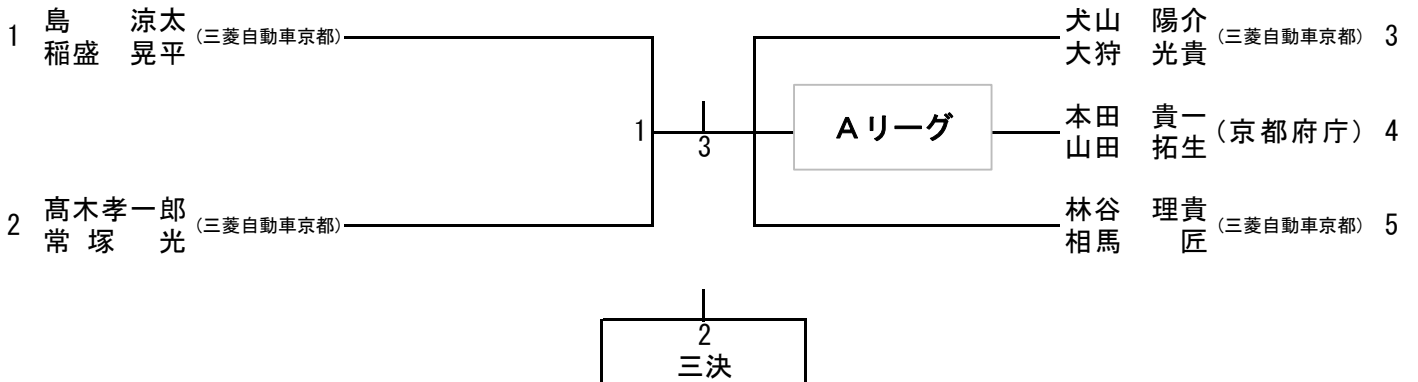 1 島　　涼太 (三菱自動車京都)
稲盛　晃平
犬山　陽介 (三菱自動車京都) 3
大狩　光貴
1
3
Aリーグ
本田　貴一 (京都府庁) 4
山田　拓生
2 髙木孝一郎 (三菱自動車京都)
常塚　光
林谷　理貴 (三菱自動車京都) 5
相馬　匠
2
三決